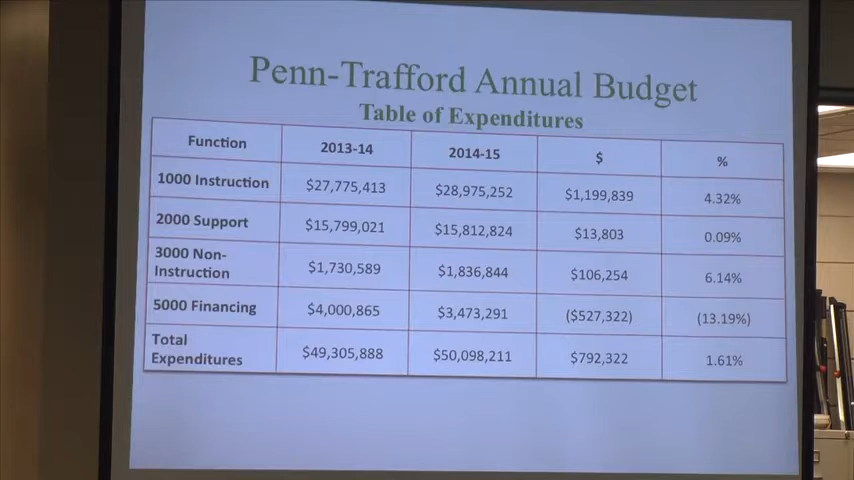 Penn-Trafford Annual Budget
Table of Expenditures
Function 2013-14 2014-15 $ %
1000 Instruction $27,775,413 $28,975,252 $1,199,839 4.32%
2000 Support $15,799,021 $15,812,824 $13,803 0.09%
3000 Non-
Instruction $1,730,589 $1,836,844 $106,254 6.14%
5000 Financing $4,000,865 $3,473,291 ($527,322) (13.19%)
Total
Expenditures $49,305,888 $50,098,211 $792,322 1.61%